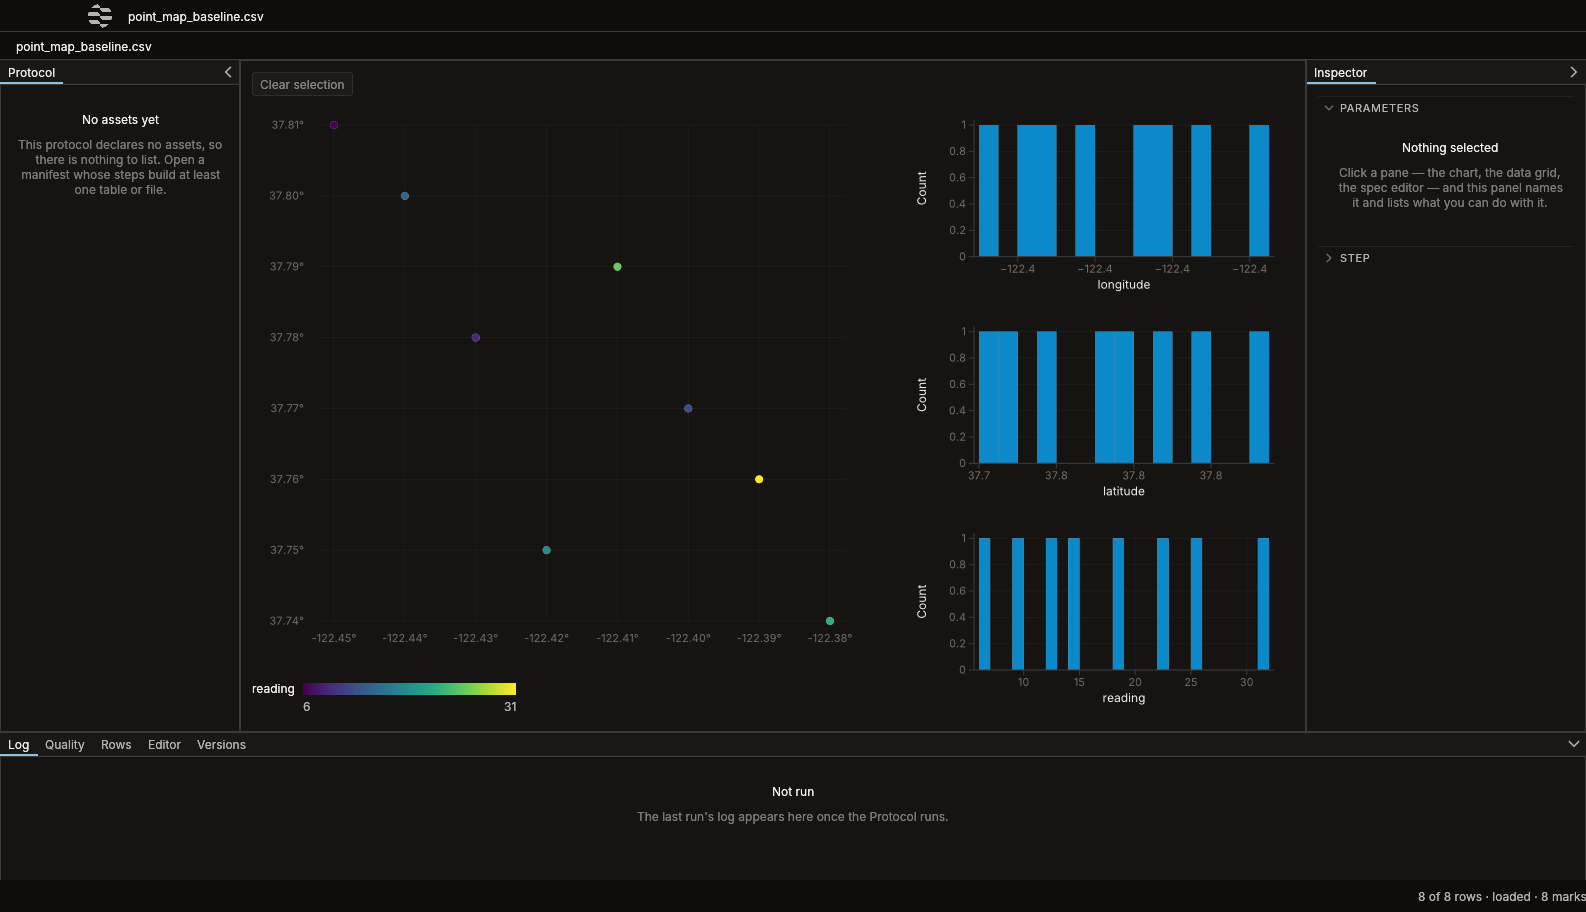 point_map_baseline.csv
point_map_baseline.csv
Protocol
No assets yet
This protocol declares no assets, so
there is nothing to list. Open a
manifest whose steps build at least
one table or file.
Clear selection
37.81°
37.80°
37.79°
37.78°
37.77°
37.76°
37.75°
37.74°
-122.45° -122.44° -122.43° -122.42° -122.41° -122.40° -122.39° -122.38°
reading
6 31
Count
1
0.8
0.6
0.4
0.2
0
−122.4 −122.4 −122.4 −122.4
longitude
Count
1
0.8
0.6
0.4
0.2
0
37.7 37.8 37.8 37.8
latitude
Count
1
0.8
0.6
0.4
0.2
0
10 15 20 25 30
reading
Inspector
PARAMETERS
Nothing selected
Click a pane — the chart, the data grid,
the spec editor — and this panel names
it and lists what you can do with it.
STEP
Log Quality Rows Editor Versions
Not run
The last run's log appears here once the Protocol runs.
8 of 8 rows · loaded · 8 marks